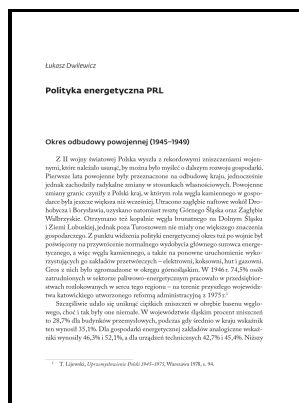 Łukasz Dwilewicz
Polityka energetyczna PRL
Okres odbudowy powojennej (1945–1949)
Z II wojny światowej Polska wyszła z rekordowymi zniszczeniami wojen-
nymi, które należało usunąć, by można było myśleć o dalszym rozwoju gospodarki.
Pierwsze lata powojenne były przeznaczone na odbudowę kraju, jednocześnie
jednak zachodziły radykalne zmiany w stosunkach własnościowych. Powojenne
zmiany granic czyniły z Polski kraj, w którym rola węgla kamiennego w gospo-
darce była jeszcze większa niż wcześniej. Utracono zagłębie naftowe wokół Dro-
hobycza i Borysławia, uzyskano natomiast resztę Górnego Śląska oraz Zagłębie
Wałbrzyskie. Otrzymano też kopalnie węgla brunatnego na Dolnym Śląsku
i Ziemi Lubuskiej, jednak poza Turoszowem nie miały one większego znaczenia
gospodarczego. Z punktu widzenia polityki energetycznej okres tuż po wojnie był
poświęcony na przywrócenie normalnego wydobycia głównego surowca energe-
tycznego, a więc węgla kamiennego, a także na ponowne uruchomienie wyko-
rzystujących go zakładów przetwórczych – elektrowni, koksowni, hut i gazowni.
Gros z nich było zgromadzone w okręgu górnośląskim. W 1946 r. 74,5% osób
zatrudnionych w sektorze paliwowo-energetycznym pracowało w przedsiębior-
stwach rozlokowanych w sercu tego regionu – na terenie przyszłego wojewódz-
twa katowickiego utworzonego reformą administracyjną z 1975 r.¹
Szczęśliwie udało się uniknąć ciężkich zniszczeń w obrębie basenu węglo-
wego, choć i tak były one niemałe. W województwie śląskim procent zniszczeń
to 28,7% dla budynków przemysłowych, podczas gdy średnio w kraju wskaźnik
ten wynosił 35,1%. Dla gospodarki energetycznej zakładów analogiczne wskaź-
niki wynosiły 46,3% i 52,1%, a dla urządzeń technicznych 42,7% i 45,4%. Niższy
¹ T. Lijewski, Uprzemysłowienie Polski 1945–1975, Warszawa 1978, s. 94.